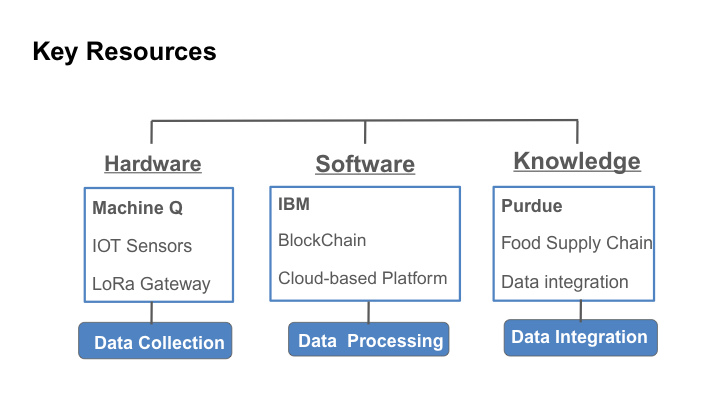 Key Resources
Hardware
Machine Q
IOT Sensors
LoRa Gateway
Data Collection
Software
IBM
BlockChain
Cloud-based Platform
Data Processing
Knowledge
Purdue
Food Supply Chain
Data integration
Data Integration